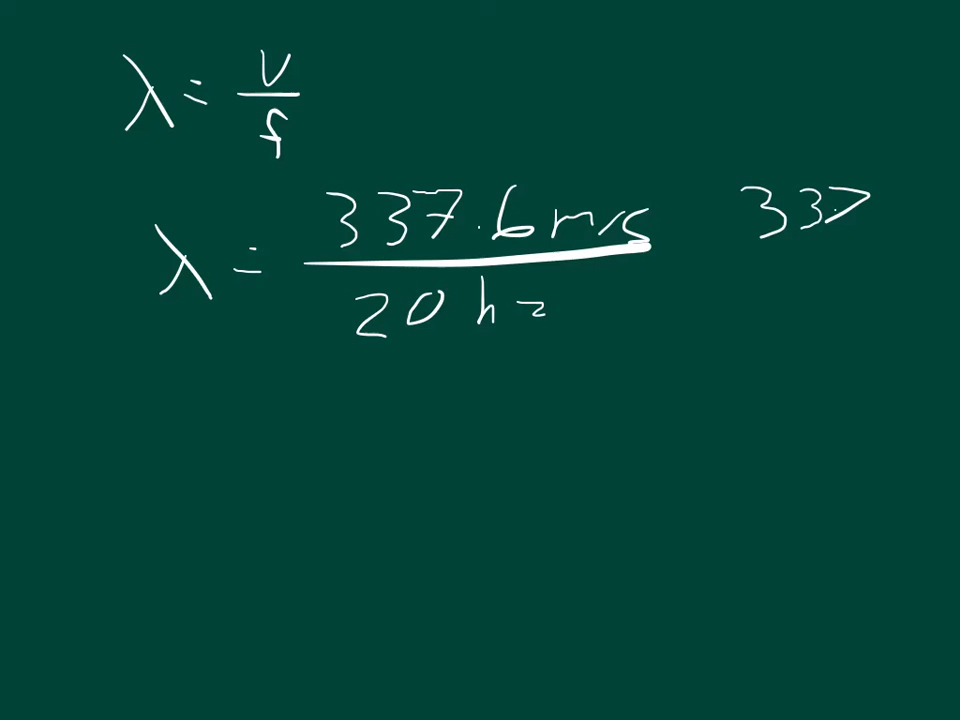 λ = v/f
λ = 337.6 m/s / 20 hz
337